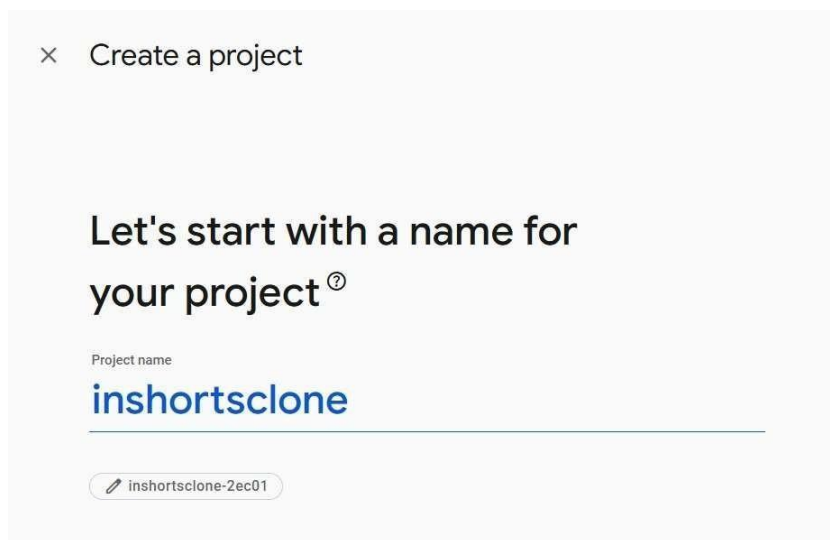 Create a project
Let's start with a name for
your project
Project name
inshortsclone
inshortsclone-2ec01